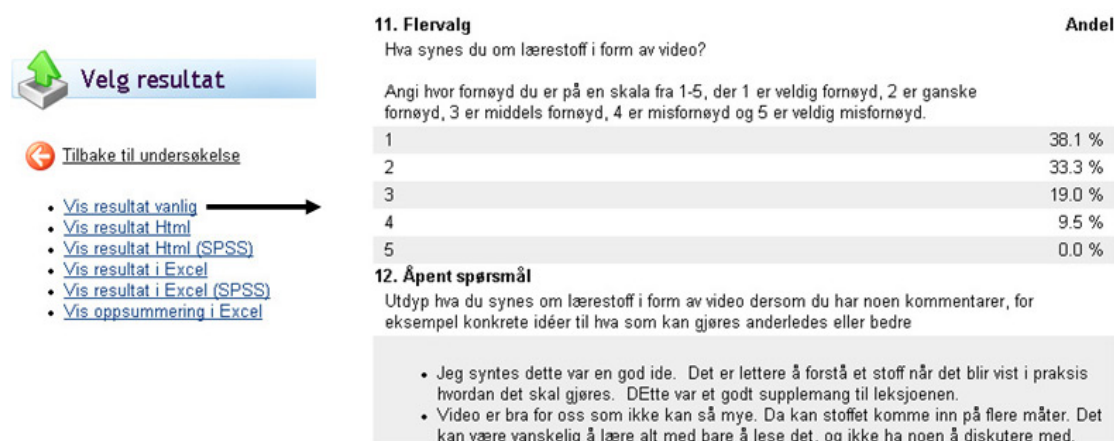 Velg resultat
Tilbake til undersøkelse
Vis resultat vanlig
Vis resultat Html
Vis resultat Html (SPSS)
Vis resultat i Excel
Vis resultat i Excel (SPSS)
Vis oppsummering i Excel
11. Flervalg Andel
Hva synes du om lærestoff i form av video?
Angi hvor fornøyd du er på en skala fra 1-5, der 1 er veldig fornøyd, 2 er ganske
fornøyd, 3 er middels fornøyd, 4 er misfornøyd og 5 er veldig misfornøyd.
1 38.1 %
2 33.3 %
3 19.0 %
4 9.5 %
5 0.0 %
12. Åpent spørsmål
Utdyp hva du synes om lærestoff i form av video dersom du har noen kommentarer, for
eksempel konkrete idéer til hva som kan gjøres anderledes eller bedre
Jeg syntes dette var en god ide. Det er lettere å forstå et stoff når det blir vist i praksis
hvordan det skal gjøres. DEtte var et godt supplemang til leksjonen.
Video er bra for oss som ikke kan så mye. Da kan stoffet komme inn på flere måter. Det
kan være vanskelig å lære alt med bare å lese det, og ikke ha noen å diskutere med.